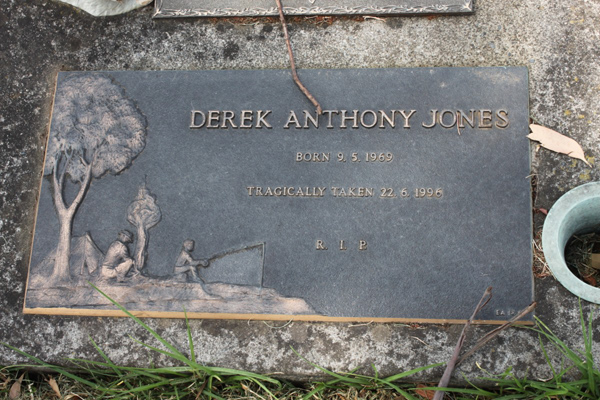 DEREK ANTHONY JONES
BORN 9. 5. 1969
TRAGICALLY TAKEN 22. 6. 1996
R. I. P.